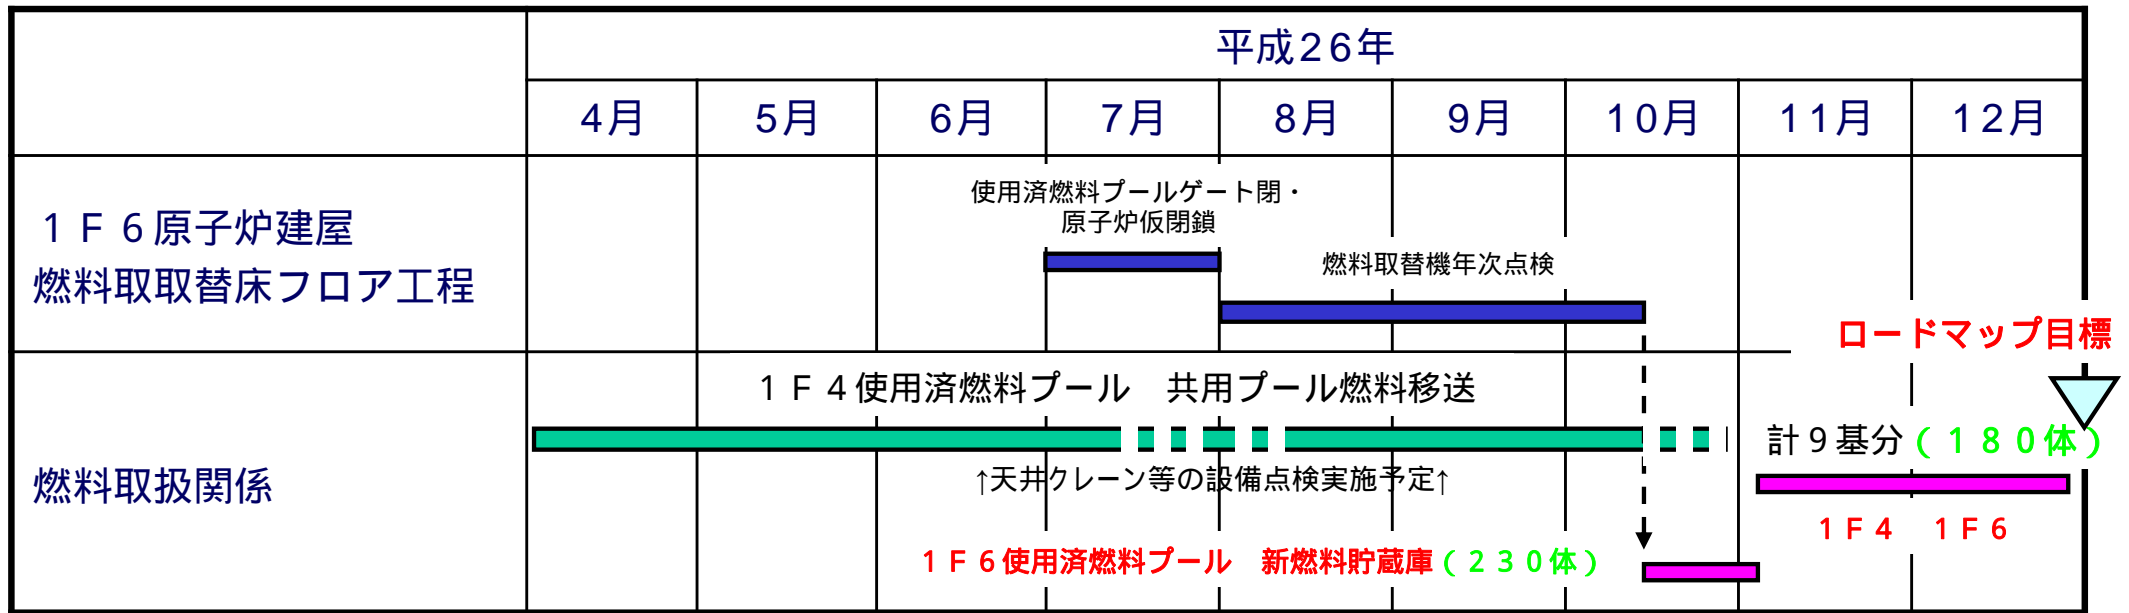 平成26年
4月 5月 6月 7月 8月 9月 10月 11月 12月
1F6原子炉建屋
燃料取取替床フロア工程
使用済燃料プールゲート閉・
原子炉仮閉鎖
燃料取替機年次点検
ロードマップ目標
燃料取扱関係
1F4使用済燃料プール 共用プール燃料移送
計9基分(180体)
↑天井クレーン等の設備点検実施予定↑
1F4 1F6
1F6使用済燃料プール 新燃料貯蔵庫(230体)